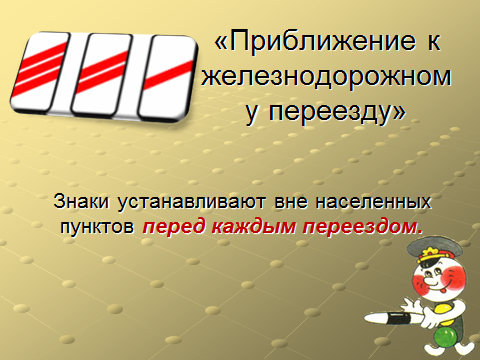 «Приближение к
железнодорожном
у переезду»
Знаки устанавливают вне населенных
пунктов перед каждым переездом.